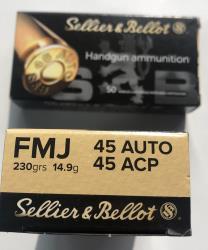 Sellier & Bellot
Handgun ammunition
S B
50
FMJ 45 AUTO
230grs 14.9g 45 ACP
Sellier & Bellot